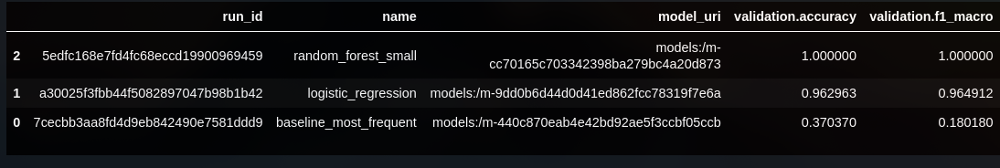 run_id name model_uri validation.accuracy validation.f1_macro
2 5edfc168e7fd4fc68eccd19900969459 random_forest_small models:/m-cc70165c703342398ba279bc4a20d873 1.000000 1.000000
1 a30025f3fbb44f5082897047b98b1b42 logistic_regression models:/m-9dd0b6d44d0d41ed862fcc78319f7e6a 0.962963 0.964912
0 7cecbb3aa8fd4d9eb842490e7581ddd9 baseline_most_frequent models:/m-440c870eab4e42bd92ae5f3ccbf05ccb 0.370370 0.180180